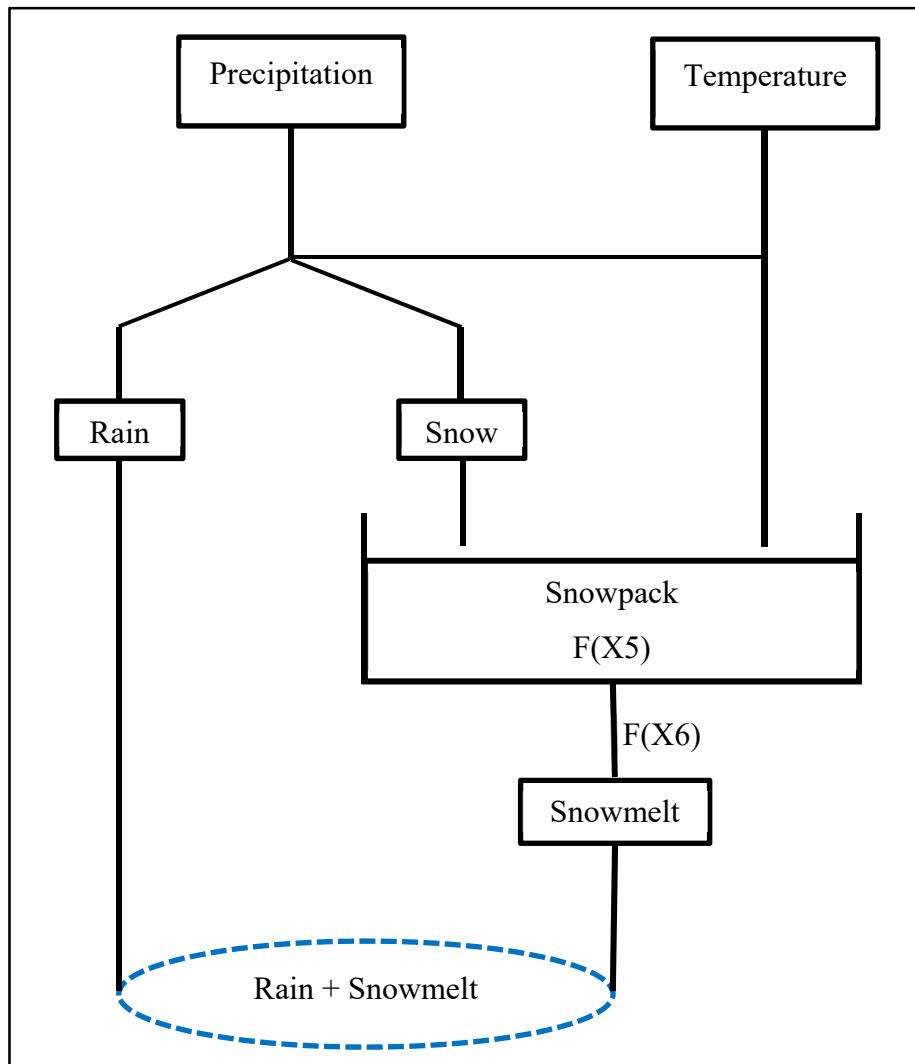 Precipitation
Temperature
Rain
Snow
Snowpack
F(X5)
F(X6)
Snowmelt
Rain + Snowmelt